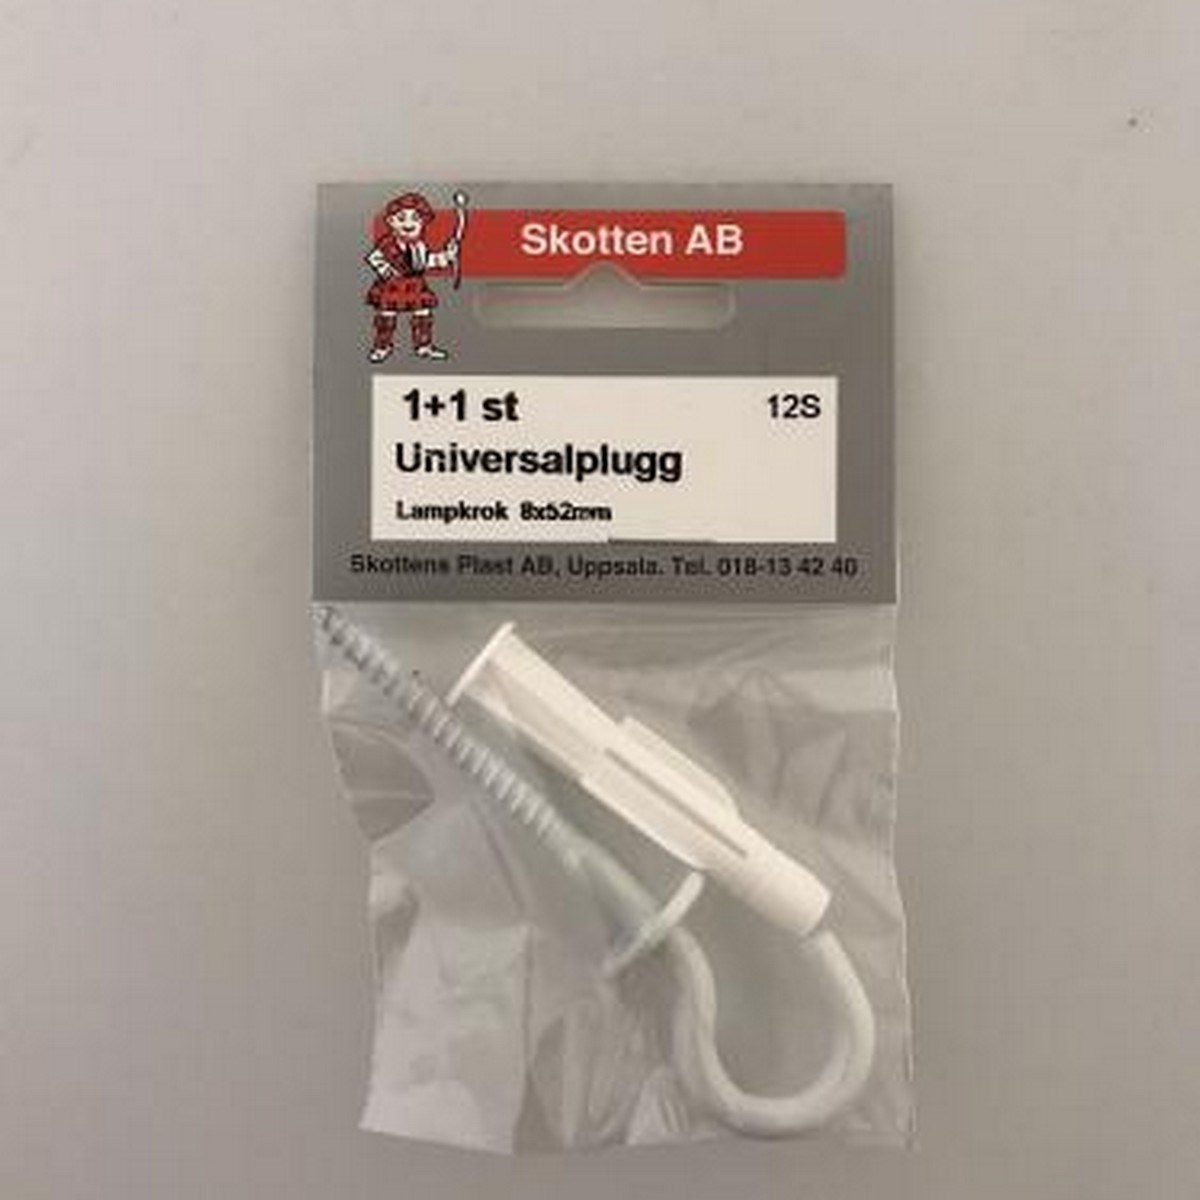 Skotten AB
1+1 st 12S
Universalplugg
Lampkrok 8x52mm
Skottens Plast AB, Uppsala. Tel. 018-13 42 40